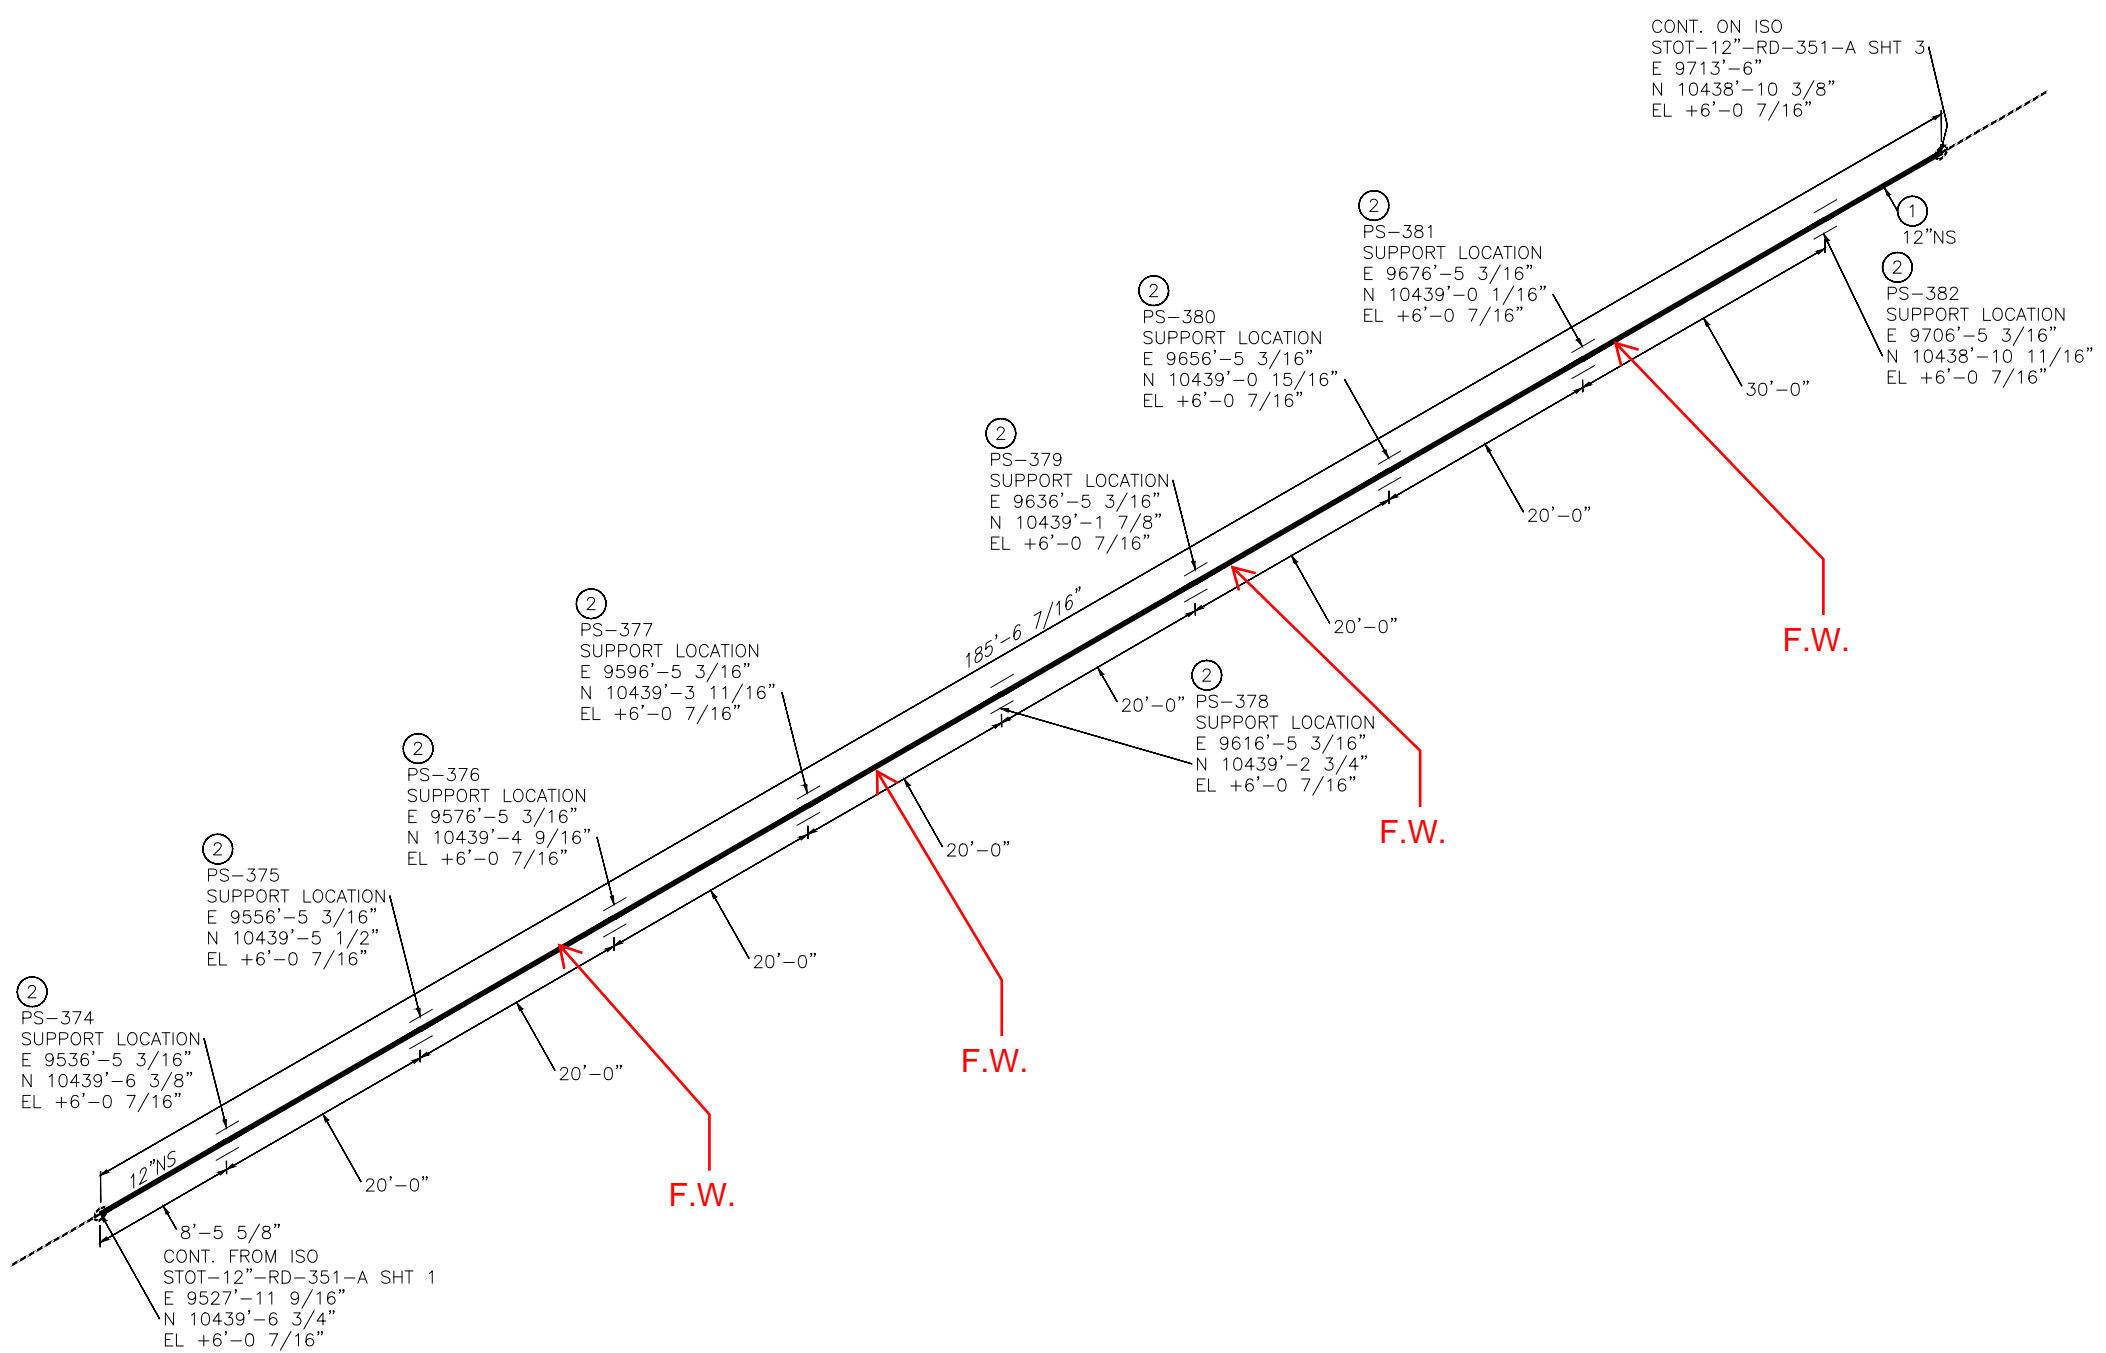 CONT. ON ISO
STOT-12"-RD-351-A SHT 3
E 9713'-6"
N 10438'-10 3/8"
EL +6'-0 7/16"
1
12"NS
2
PS-382
SUPPORT LOCATION
E 9706'-5 3/16"
N 10438'-10 11/16"
EL +6'-0 7/16"
2
PS-381
SUPPORT LOCATION
E 9676'-5 3/16"
N 10439'-0 1/16"
EL +6'-0 7/16"
30'-0"
2
PS-380
SUPPORT LOCATION
E 9656'-5 3/16"
N 10439'-0 15/16"
EL +6'-0 7/16"
20'-0"
F.W.
2
PS-379
SUPPORT LOCATION
E 9636'-5 3/16"
N 10439'-1 7/8"
EL +6'-0 7/16"
20'-0"
185'-6 7/16"
2
PS-378
SUPPORT LOCATION
E 9616'-5 3/16"
N 10439'-2 3/4"
EL +6'-0 7/16"
20'-0"
F.W.
2
PS-377
SUPPORT LOCATION
E 9596'-5 3/16"
N 10439'-3 11/16"
EL +6'-0 7/16"
20'-0"
2
PS-376
SUPPORT LOCATION
E 9576'-5 3/16"
N 10439'-4 9/16"
EL +6'-0 7/16"
20'-0"
F.W.
2
PS-375
SUPPORT LOCATION
E 9556'-5 3/16"
N 10439'-5 1/2"
EL +6'-0 7/16"
20'-0"
2
PS-374
SUPPORT LOCATION
E 9536'-5 3/16"
N 10439'-6 3/8"
EL +6'-0 7/16"
20'-0"
F.W.
12"NS
8'-5 5/8"
CONT. FROM ISO
STOT-12"-RD-351-A SHT 1
E 9527'-11 9/16"
N 10439'-6 3/4"
EL +6'-0 7/16"